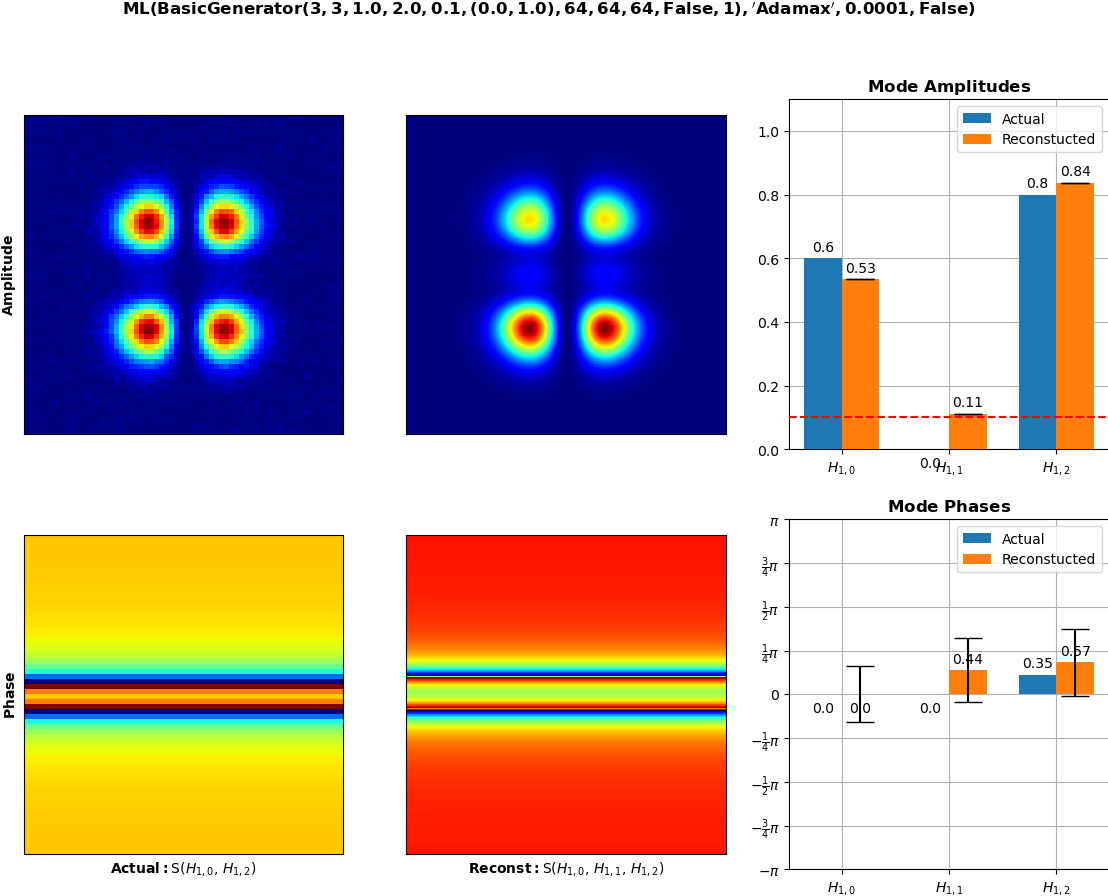 ML(BasicGenerator(3, 3, 1.0, 2.0, 0.1, (0.0, 1.0), 64, 64, 64, False, 1), ′Adamax′, 0.0001, False)
Amplitude
Mode Amplitudes
Actual
Reconstucted
1.0
0.8
0.6
0.4
0.2
0.0
0.6
0.53
0.0
0.11
0.8
0.84
H1, 0
H1, 1
H1, 2
Phase
Actual: S(H1, 0, H1, 2)
Reconst: S(H1, 0, H1, 1, H1, 2)
Mode Phases
Actual
Reconstucted
π
3/4π
1/2π
1/4π
0
−1/4π
−1/2π
−3/4π
−π
0.0
0.0
0.0
0.44
0.35
0.57
H1, 0
H1, 1
H1, 2